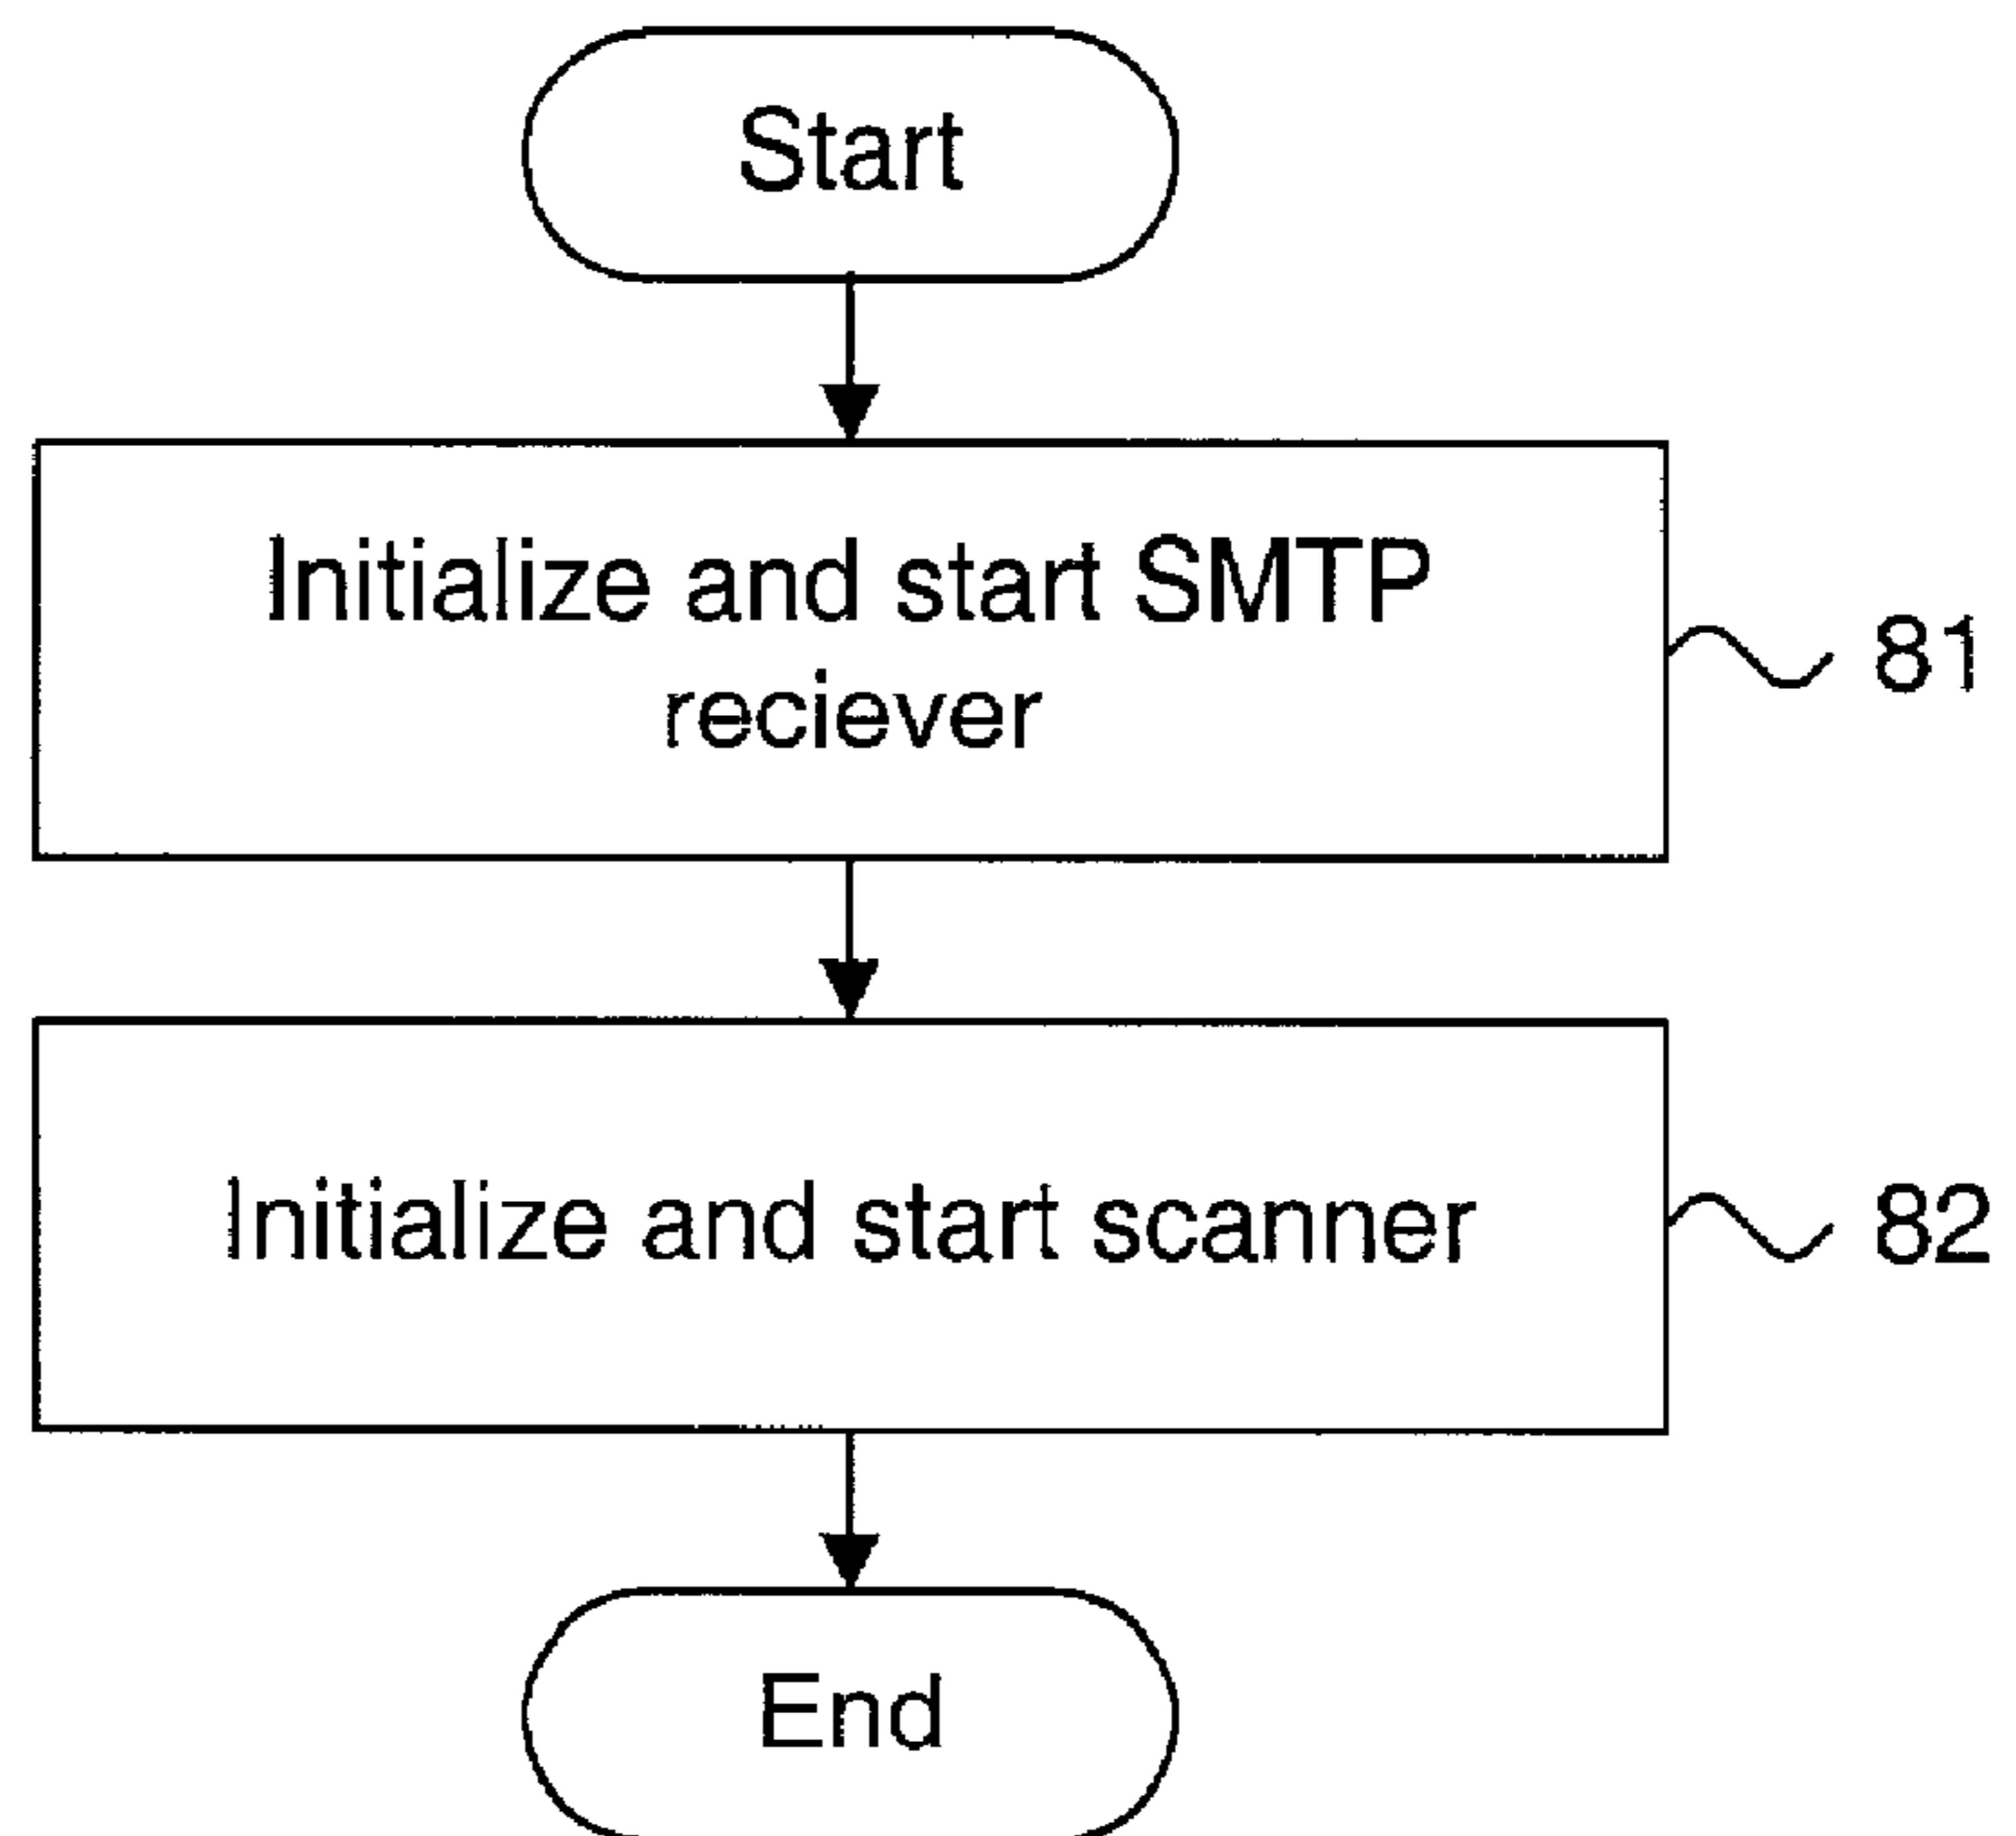 Start
Initialize and start SMTP
reciever
81
Initialize and start scanner
82
End